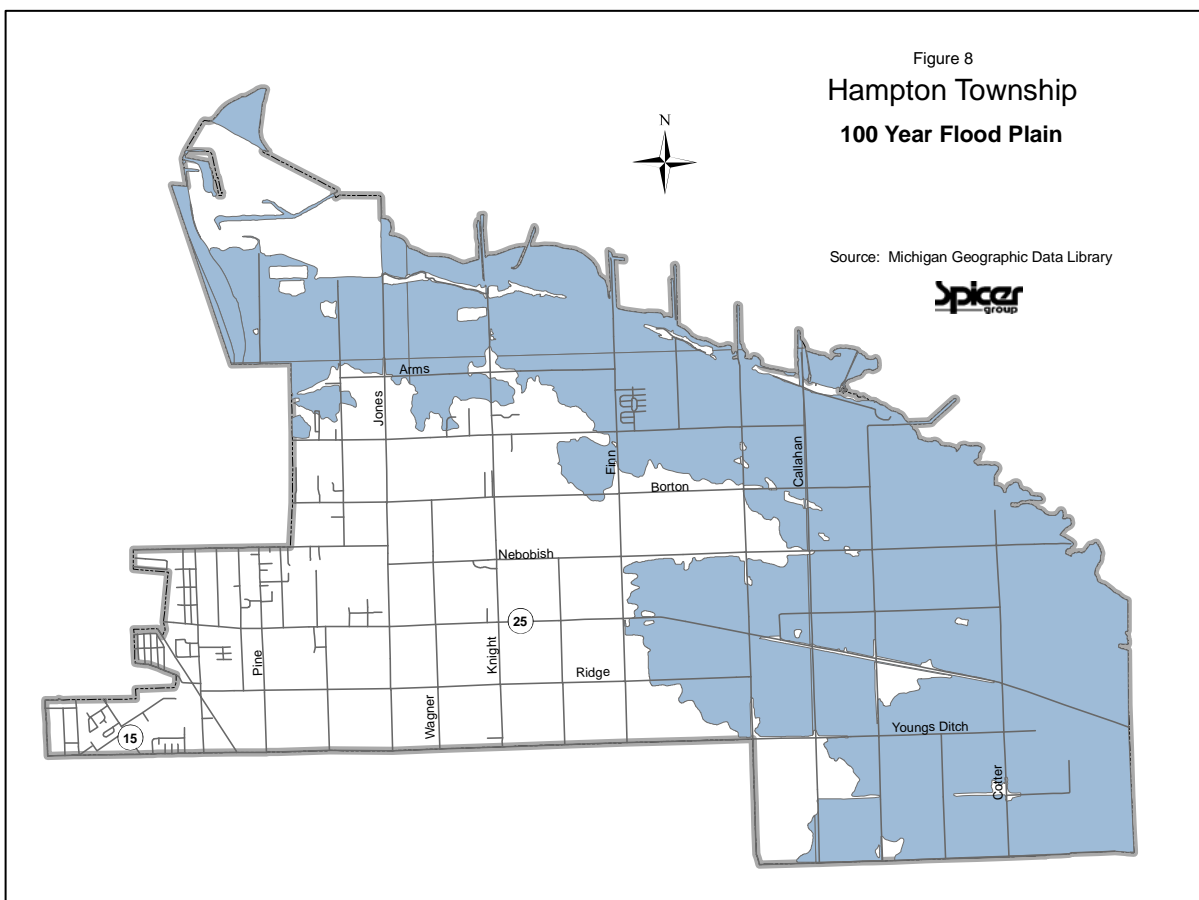 Figure 8
Hampton Township
100 Year Flood Plain
N
Source: Michigan Geographic Data Library
Spicer
group
Arms
Jones
Finn
Callahan
Borton
Nebobish
25
Knight
Pine
Ridge
Wagner
15
Youngs Ditch
Cotter